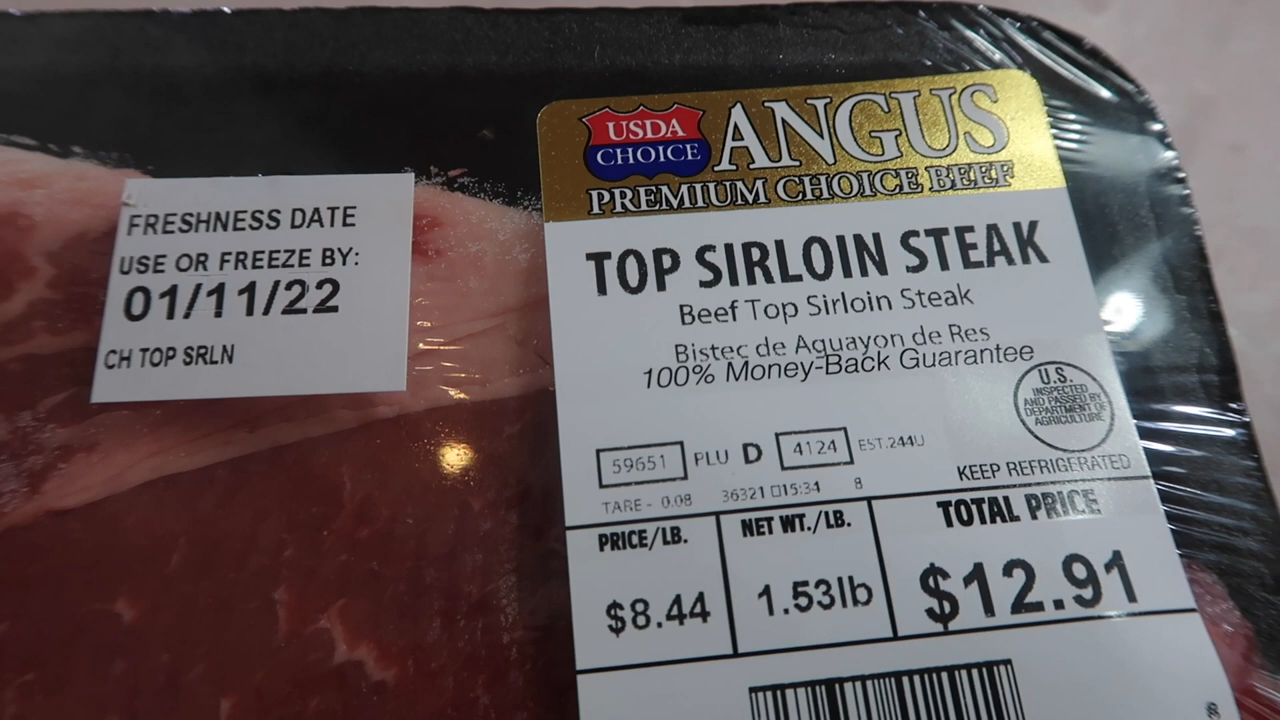 FRESHNESS DATE
USE OR FREEZE BY:
01/11/22
CH TOP SRLN
USDA
CHOICE
ANGUS
PREMIUM CHOICE BEEF
TOP SIRLOIN STEAK
Beef Top Sirloin Steak
Bistec de Aguayon de Res
100% Money-Back Guarantee
U.S.
INSPECTED
AND PASSED BY
DEPARTMENT OF
AGRICULTURE
59651 PLU D 4124 EST.244U
KEEP REFRIGERATED
TARE - 0.08 36321 15:34 8
PRICE/LB. NET WT./LB. TOTAL PRICE
$8.44 1.53lb $12.91